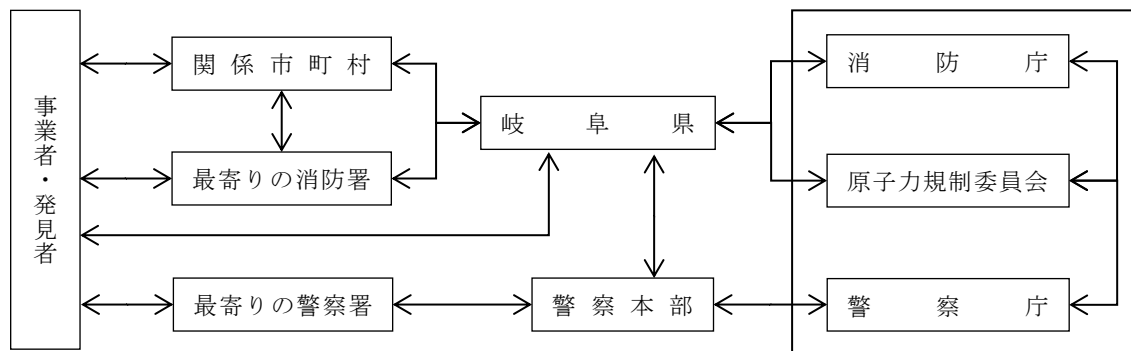 事業者・発見者
関係市町村
最寄りの消防署
最寄りの警察署
岐阜県
警察本部
消防庁
原子力規制委員会
警察庁